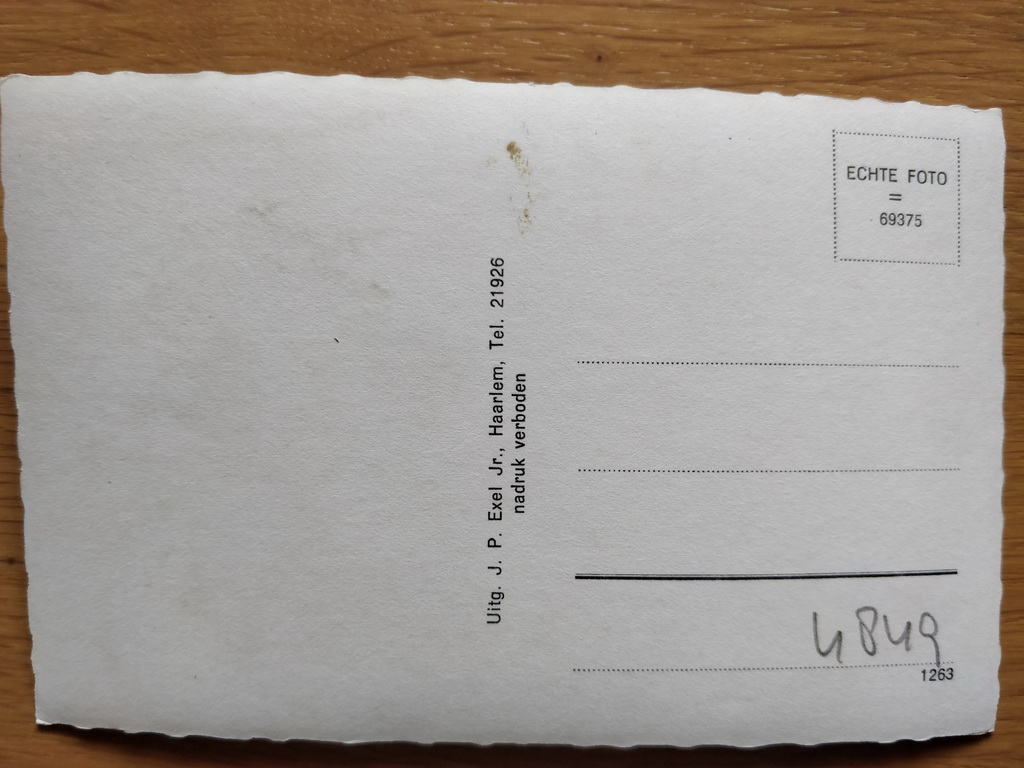 Uitg. J. P. Exel Jr., Haarlem, Tel. 21926
nadruk verboden
ECHTE FOTO
=
69375
4849
1263